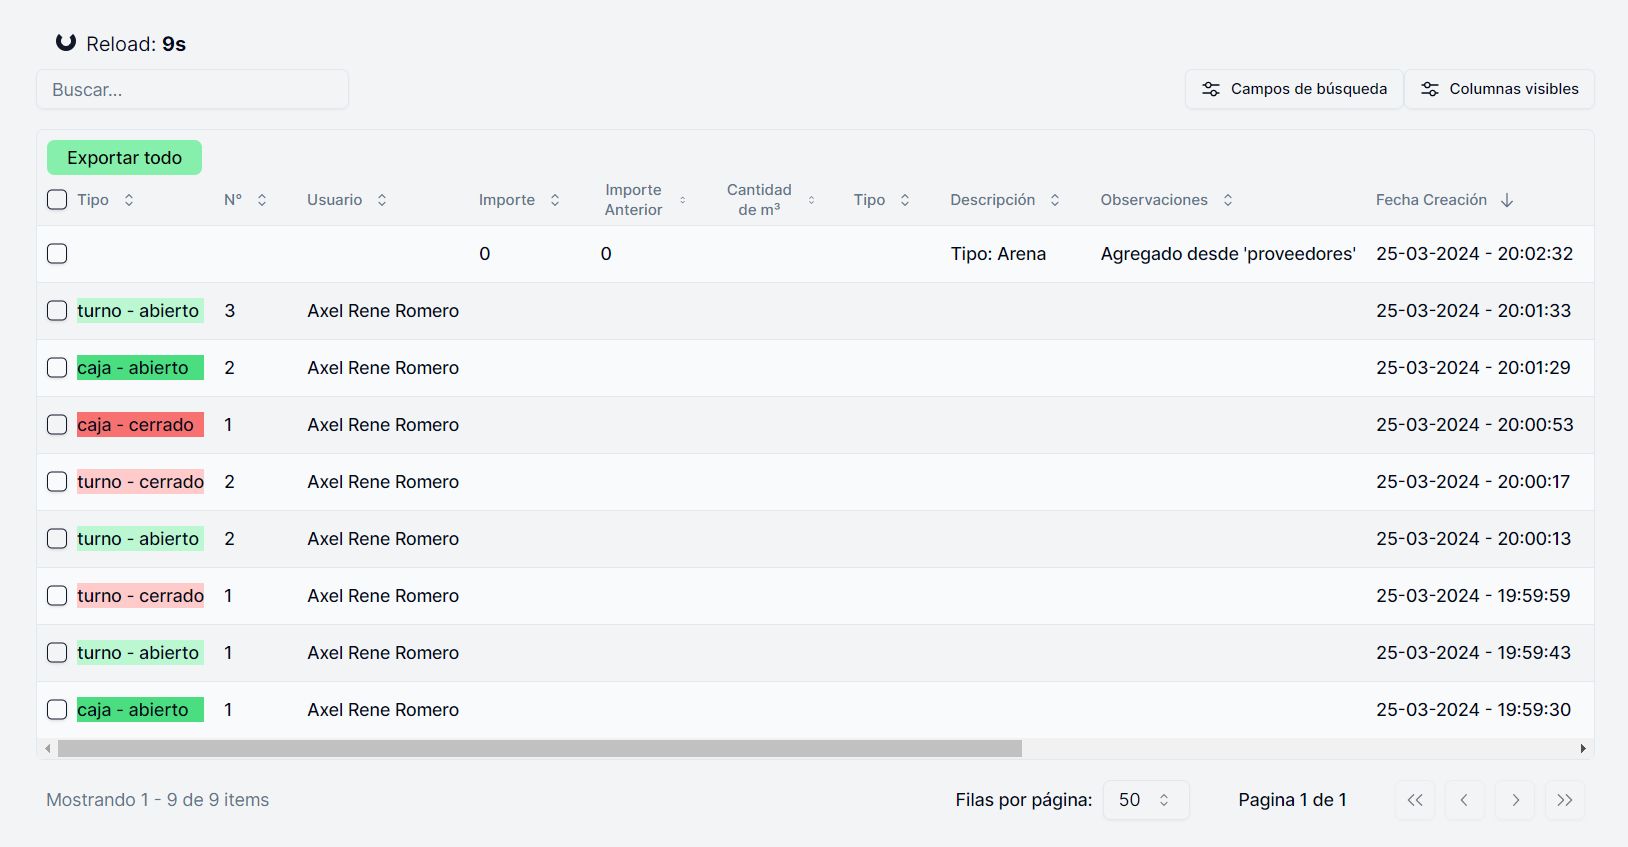 Reload: 9s
Buscar...
Campos de búsqueda
Columnas visibles
Exportar todo
Tipo N° Usuario Importe Importe Anterior Cantidad de m³ Tipo Descripción Observaciones Fecha Creación
0 0 Tipo: Arena Agregado desde 'proveedores' 25-03-2024 - 20:02:32
turno - abierto 3 Axel Rene Romero 25-03-2024 - 20:01:33
caja - abierto 2 Axel Rene Romero 25-03-2024 - 20:01:29
caja - cerrado 1 Axel Rene Romero 25-03-2024 - 20:00:53
turno - cerrado 2 Axel Rene Romero 25-03-2024 - 20:00:17
turno - abierto 2 Axel Rene Romero 25-03-2024 - 20:00:13
turno - cerrado 1 Axel Rene Romero 25-03-2024 - 19:59:59
turno - abierto 1 Axel Rene Romero 25-03-2024 - 19:59:43
caja - abierto 1 Axel Rene Romero 25-03-2024 - 19:59:30
Mostrando 1 - 9 de 9 items
Filas por página: 50
Pagina 1 de 1